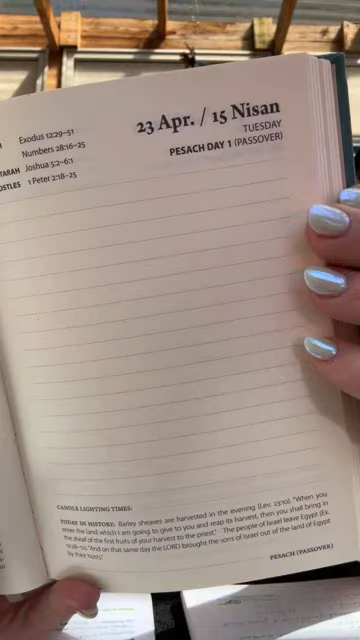 23 Apr. / 15 Nisan
TUESDAY
PESACH DAY 1 (PASSOVER)
Exodus 12:29–51
Numbers 28:16–25
TARAH Joshua 5:2–6:1
OSTLES 1 Peter 2:18–25
CANDLE LIGHTING TIMES:
TODAY IN HISTORY: Barley sheaves are harvested in the evening (Lev. 23:10). "When you
enter the land which I am going to give to you and reap its harvest, then you shall bring in
the sheaf of the first fruits of your harvest to the priest." The people of Israel leave Egypt (Ex.
"And on that same day the LORD brought the sons of Israel out of the land of Egypt
by their hosts."
PESACH (PASSOVER)